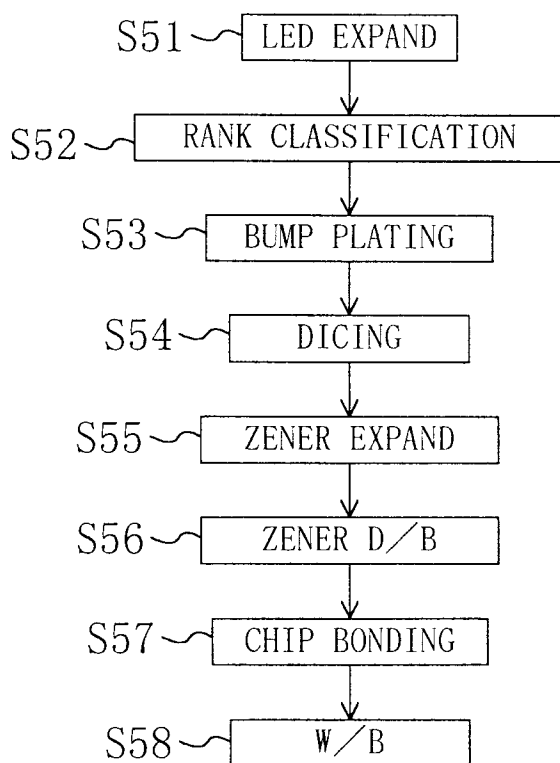 S51 LED EXPAND
S52 RANK CLASSIFICATION
S53 BUMP PLATING
S54 DICING
S55 ZENER EXPAND
S56 ZENER D/B
S57 CHIP BONDING
S58 W/B